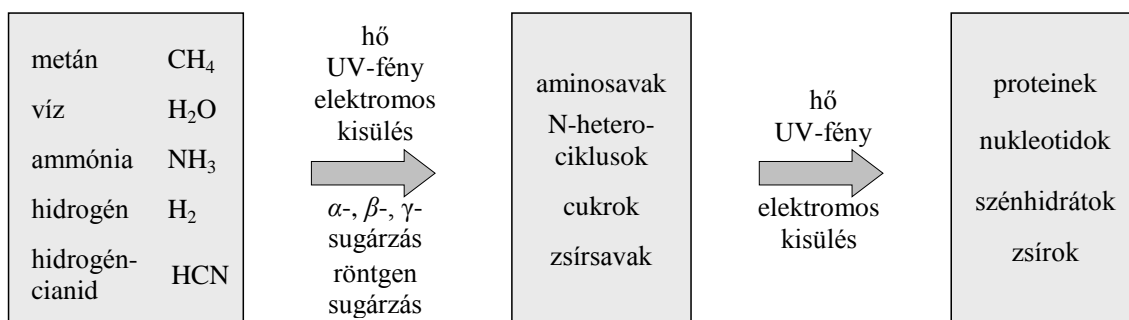 metán CH₄
víz H₂O
ammónia NH₃
hidrogén H₂
hidrogén-
cianid HCN
hő
UV-fény
elektromos
kisülés
α-, β-, γ-
sugárzás
röntgen
sugárzás
aminosavak
N-hetero-
ciklusok
cukrok
zsírsavak
hő
UV-fény
elektromos
kisülés
proteinek
nukleotidok
szénhidrátok
zsírok